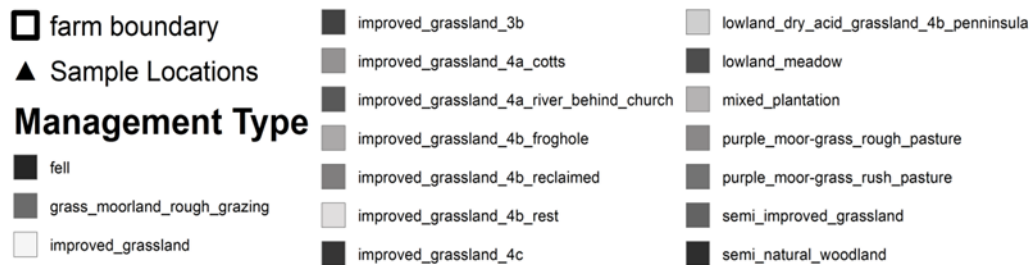 farm boundary
Sample Locations
Management Type
fell
grass_moorland_rough_grazing
improved_grassland
improved_grassland_3b
improved_grassland_4a_cotts
improved_grassland_4a_river_behind_church
improved_grassland_4b_froghole
improved_grassland_4b_reclaimed
improved_grassland_4b_rest
improved_grassland_4c
lowland_dry_acid_grassland_4b_penninsula
lowland_meadow
mixed_plantation
purple_moor-grass_rough_pasture
purple_moor-grass_rush_pasture
semi_improved_grassland
semi_natural_woodland